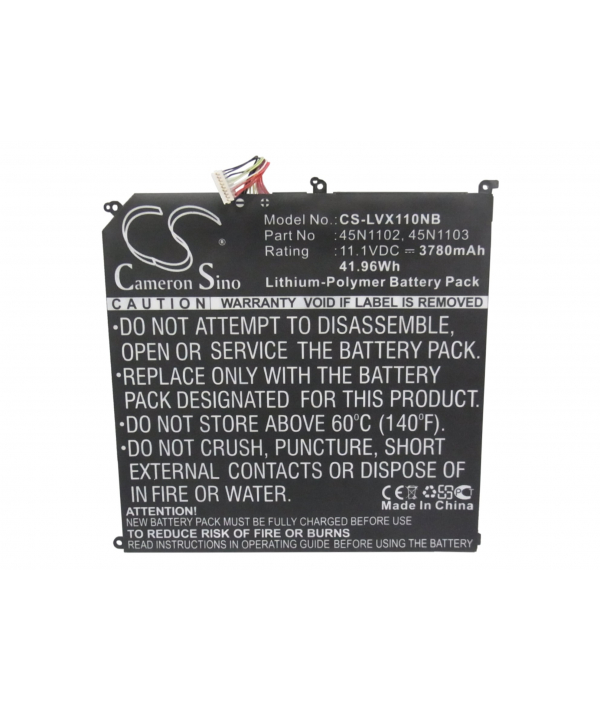 Cameron Sino
Model No.: CS-LVX110NB
Part No : 45N1102, 45N1103
Rating : 11.1VDC ⎓ 3780mAh
41.96Wh
Lithium-Polymer Battery Pack
CAUTION WARRANTY VOID IF LABEL IS REMOVED
•DO NOT ATTEMPT TO DISASSEMBLE,
OPEN OR SERVICE THE BATTERY PACK.
•REPLACE ONLY WITH THE BATTERY
PACK DESIGNATED FOR THIS PRODUCT.
•DO NOT STORE ABOVE 60°C (140°F).
•DO NOT CRUSH, PUNCTURE, SHORT
EXTERNAL CONTACTS OR DISPOSE OF
IN FIRE OR WATER.
ATTENTION!
NEW BATTERY PACK MUST BE FULLY CHARGED BEFORE USE
TO REDUCE RISK OF FIRE OR BURNS
READ INSTRUCTIONS IN OPERATING GUIDE BEFORE USING BATTERY
Made In China